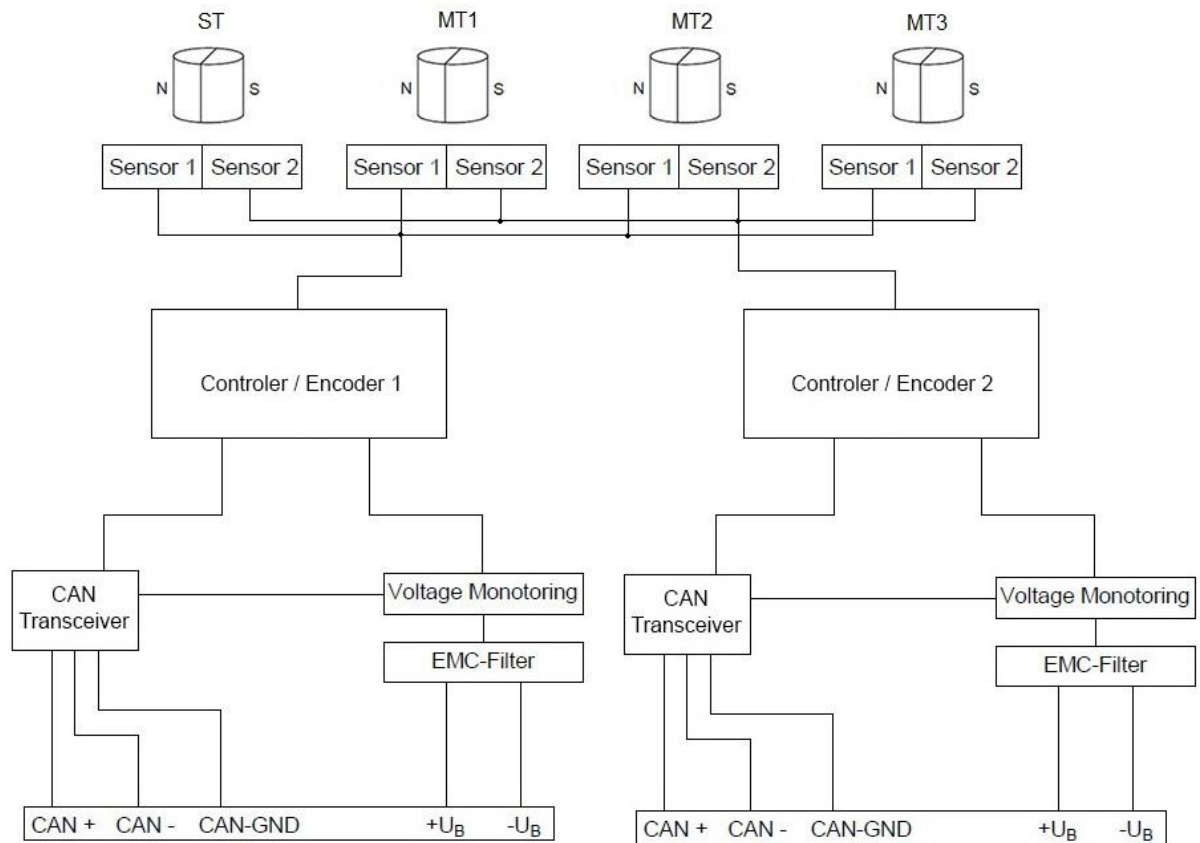 ST MT1 MT2 MT3
N S N S N S N S
Sensor 1 Sensor 2 Sensor 1 Sensor 2 Sensor 1 Sensor 2 Sensor 1 Sensor 2
Controler / Encoder 1 Controler / Encoder 2
CAN
Transceiver
Voltage Monotoring
EMC-Filter
CAN
Transceiver
Voltage Monotoring
EMC-Filter
CAN + CAN - CAN-GND +UB -UB
CAN + CAN - CAN-GND +UB -UB